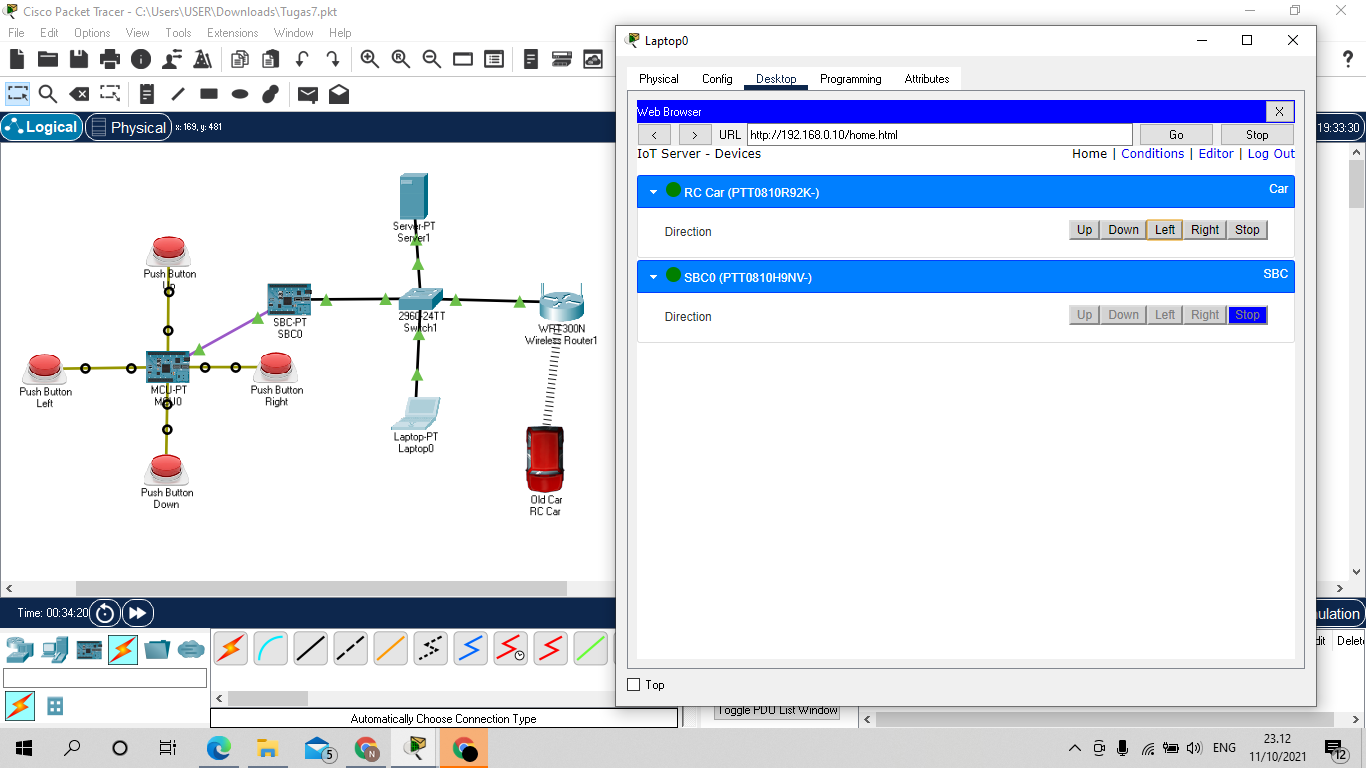 Cisco Packet Tracer - C:\Users\USER\Downloads\Tugas7.pkt
File Edit Options View Tools Extensions Window Help
Logical Physical x: 169, y: 481
19:33:30
Server-PT
Server1
Push Button
Up
SBC-PT
SBC0
2960-24TT
Switch1
WRT300N
Wireless Router1
Push Button
Left
MCU-PT
MCU0
Push Button
Right
Laptop-PT
Laptop0
Push Button
Down
Old Car
RC Car
Time: 00:34:20
Automatically Choose Connection Type
Laptop0
Physical Config Desktop Programming Attributes
Web Browser X
< > URL http://192.168.0.10/home.html Go Stop
IoT Server - Devices Home | Conditions | Editor | Log Out
RC Car (PTT0810R92K-) Car
Direction Up Down Left Right Stop
SBC0 (PTT0810H9NV-) SBC
Direction Up Down Left Right Stop
Top
Toggle PDU List Window
ulation
dit Delete
5
N
ENG
23.12
11/10/2021
12